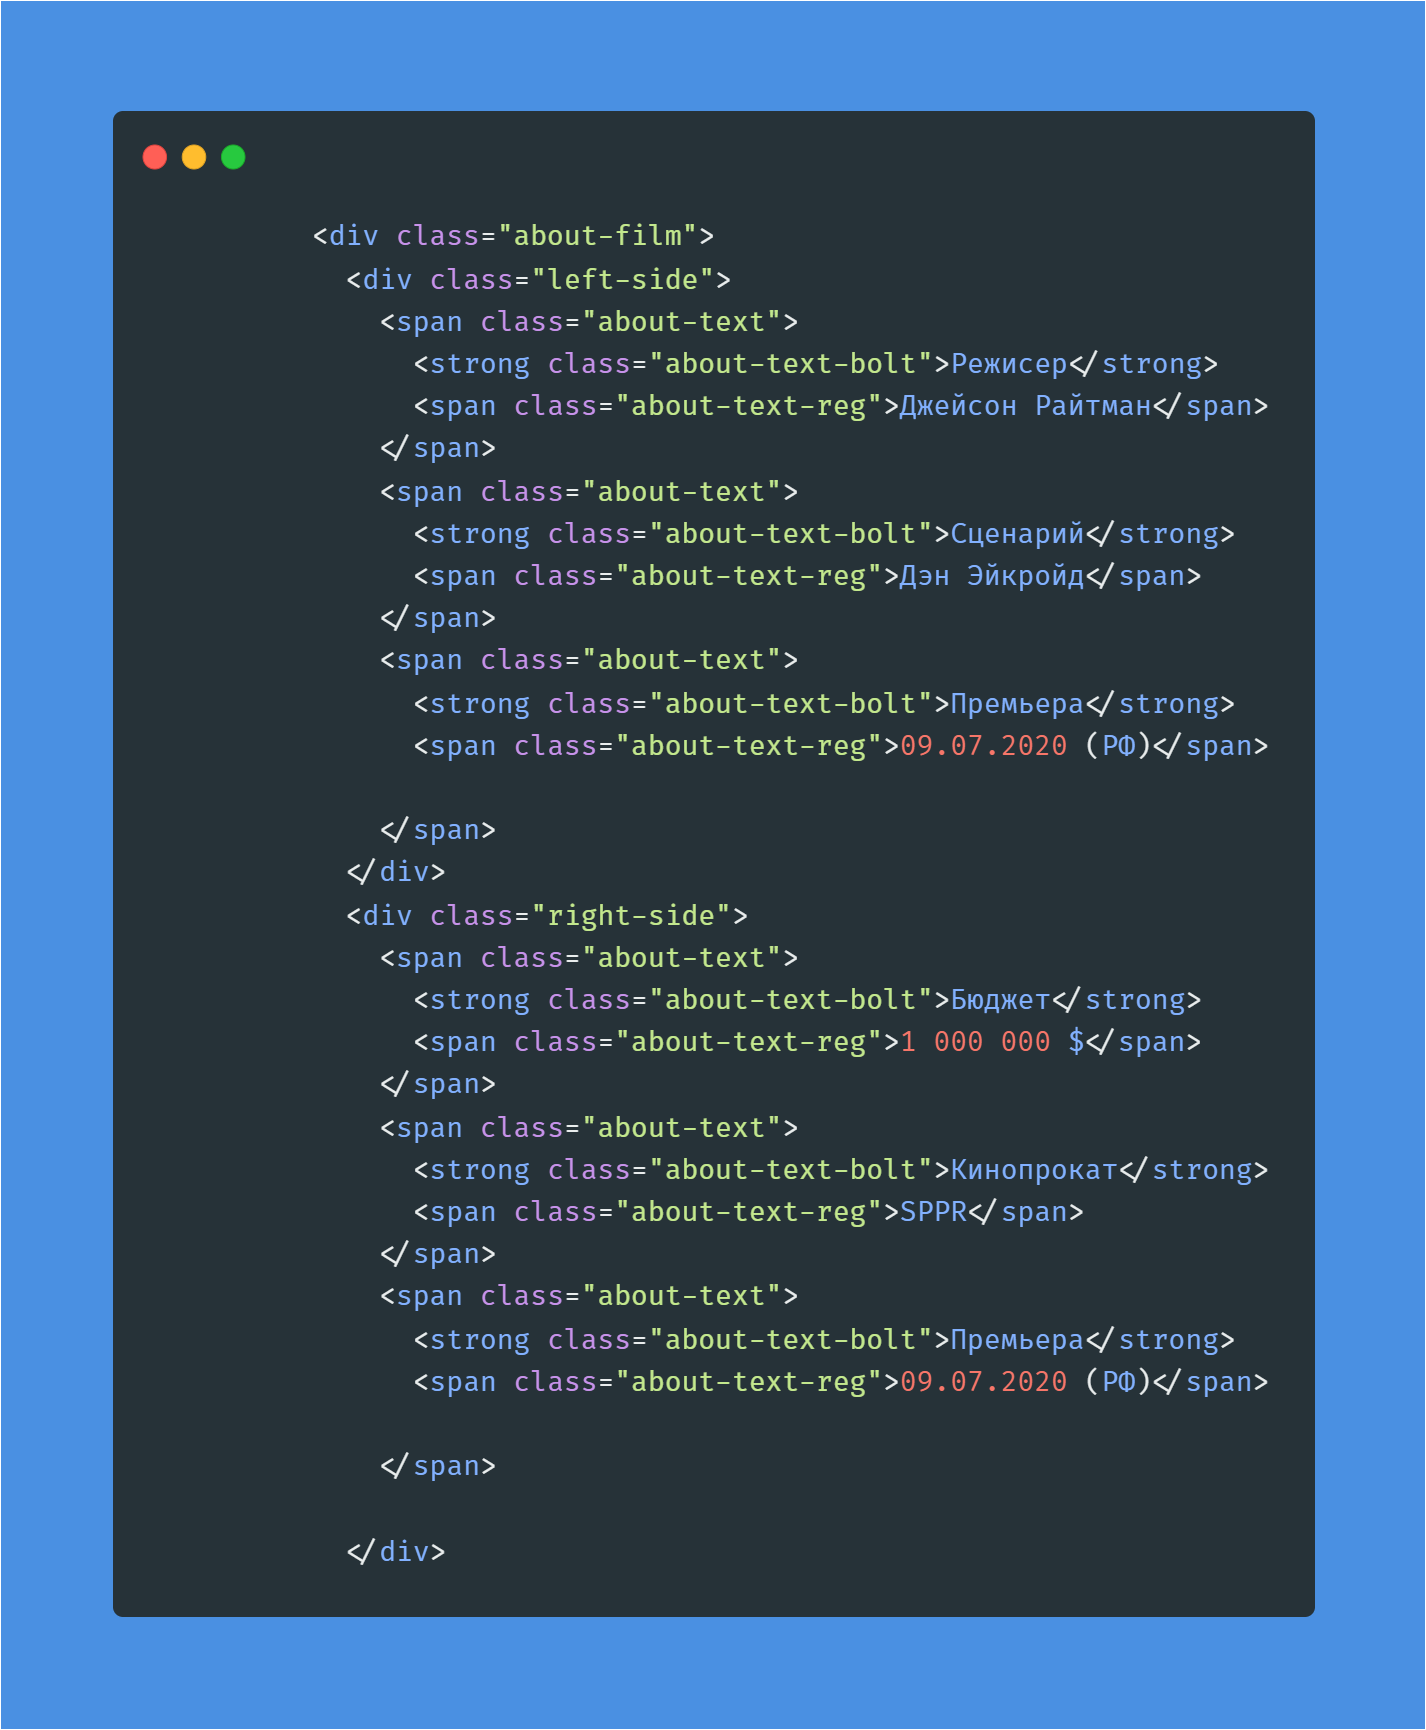 <div class="about-film">
<div class="left-side">
<span class="about-text">
<strong class="about-text-bolt">Режисер</strong>
<span class="about-text-reg">Джейсон Райтман</span>
</span>
<span class="about-text">
<strong class="about-text-bolt">Сценарий</strong>
<span class="about-text-reg">Дэн Эйкройд</span>
</span>
<span class="about-text">
<strong class="about-text-bolt">Премьера</strong>
<span class="about-text-reg">09.07.2020 (РФ)</span>
</span>
</div>
<div class="right-side">
<span class="about-text">
<strong class="about-text-bolt">Бюджет</strong>
<span class="about-text-reg">1 000 000 $</span>
</span>
<span class="about-text">
<strong class="about-text-bolt">Кинопрокат</strong>
<span class="about-text-reg">SPPR</span>
</span>
<span class="about-text">
<strong class="about-text-bolt">Премьера</strong>
<span class="about-text-reg">09.07.2020 (РФ)</span>
</span>
</div>